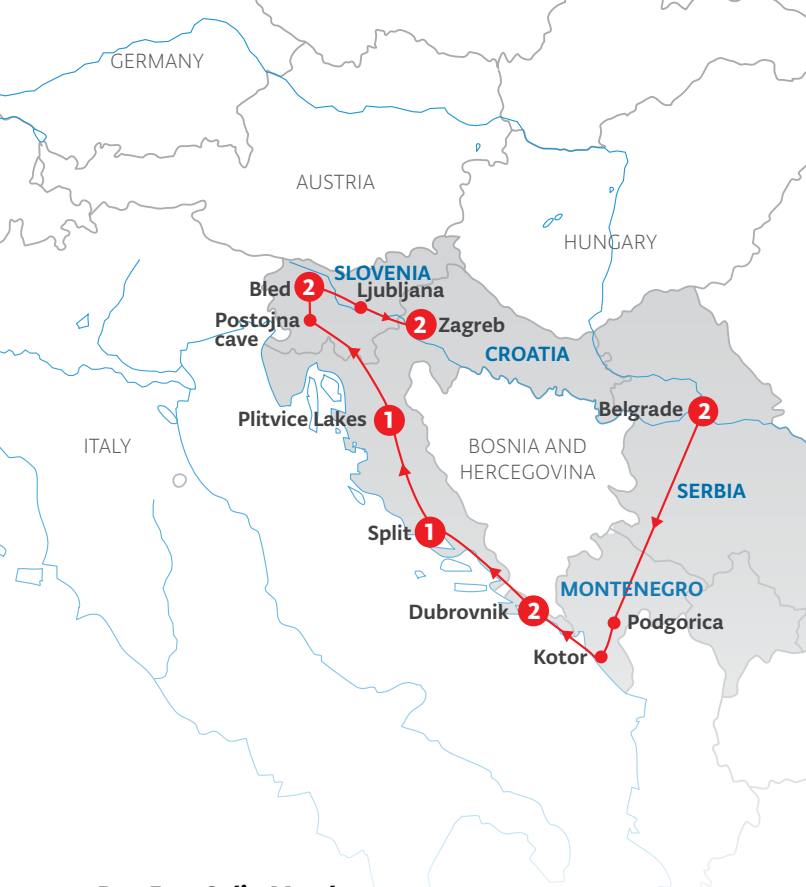 GERMANY
AUSTRIA
HUNGARY
SLOVENIA
Bled 2
Ljubljana
Postojna
cave
2 Zagreb
CROATIA
Belgrade 2
Plitvice Lakes 1
ITALY
BOSNIA AND
HERCEGOVINA
SERBIA
Split 1
MONTENEGRO
Dubrovnik 2
Podgorica
Kotor